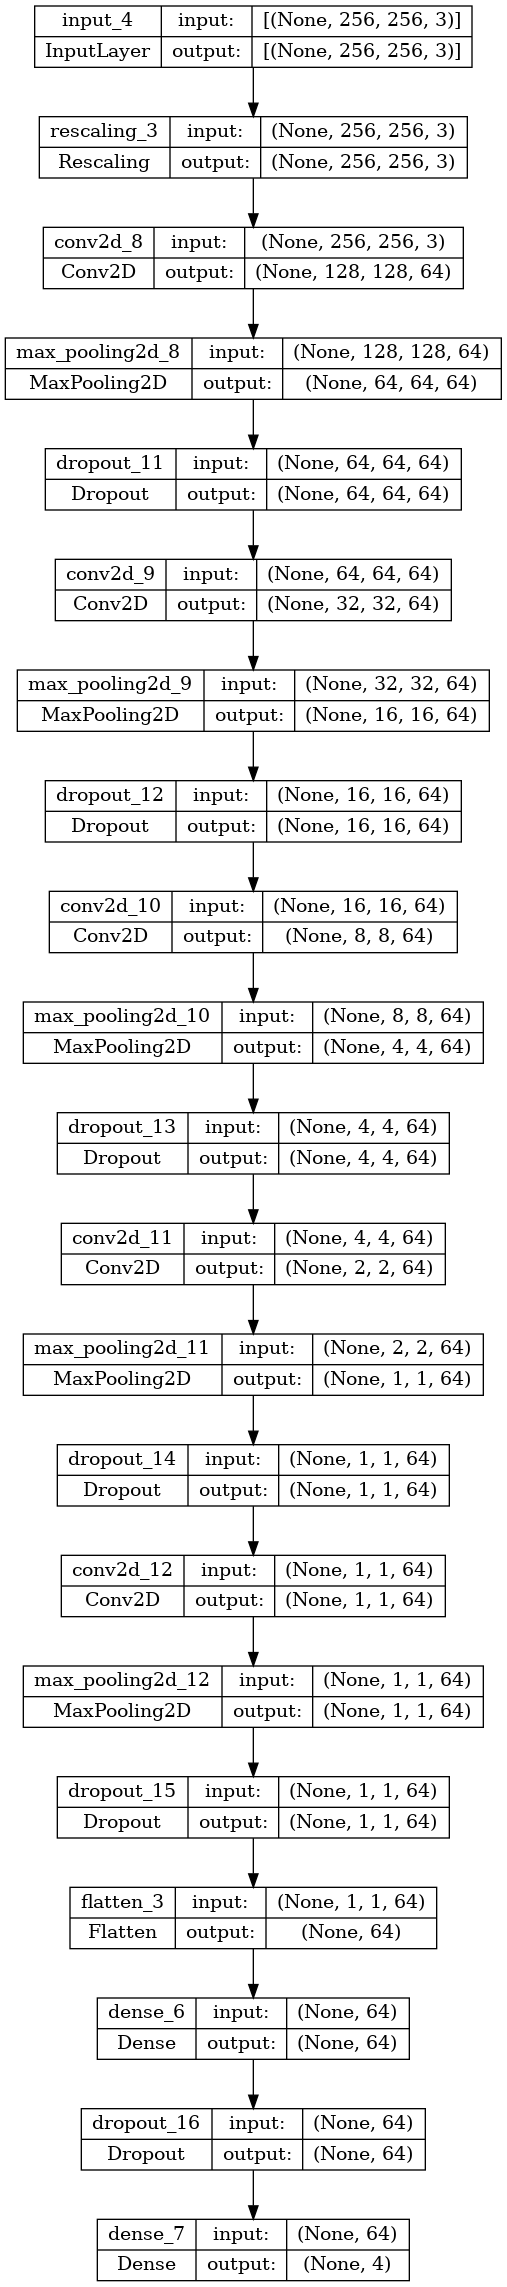 input_4 input: [(None, 256, 256, 3)]
InputLayer output: [(None, 256, 256, 3)]
rescaling_3 input: (None, 256, 256, 3)
Rescaling output: (None, 256, 256, 3)
conv2d_8 input: (None, 256, 256, 3)
Conv2D output: (None, 128, 128, 64)
max_pooling2d_8 input: (None, 128, 128, 64)
MaxPooling2D output: (None, 64, 64, 64)
dropout_11 input: (None, 64, 64, 64)
Dropout output: (None, 64, 64, 64)
conv2d_9 input: (None, 64, 64, 64)
Conv2D output: (None, 32, 32, 64)
max_pooling2d_9 input: (None, 32, 32, 64)
MaxPooling2D output: (None, 16, 16, 64)
dropout_12 input: (None, 16, 16, 64)
Dropout output: (None, 16, 16, 64)
conv2d_10 input: (None, 16, 16, 64)
Conv2D output: (None, 8, 8, 64)
max_pooling2d_10 input: (None, 8, 8, 64)
MaxPooling2D output: (None, 4, 4, 64)
dropout_13 input: (None, 4, 4, 64)
Dropout output: (None, 4, 4, 64)
conv2d_11 input: (None, 4, 4, 64)
Conv2D output: (None, 2, 2, 64)
max_pooling2d_11 input: (None, 2, 2, 64)
MaxPooling2D output: (None, 1, 1, 64)
dropout_14 input: (None, 1, 1, 64)
Dropout output: (None, 1, 1, 64)
conv2d_12 input: (None, 1, 1, 64)
Conv2D output: (None, 1, 1, 64)
max_pooling2d_12 input: (None, 1, 1, 64)
MaxPooling2D output: (None, 1, 1, 64)
dropout_15 input: (None, 1, 1, 64)
Dropout output: (None, 1, 1, 64)
flatten_3 input: (None, 1, 1, 64)
Flatten output: (None, 64)
dense_6 input: (None, 64)
Dense output: (None, 64)
dropout_16 input: (None, 64)
Dropout output: (None, 64)
dense_7 input: (None, 64)
Dense output: (None, 4)